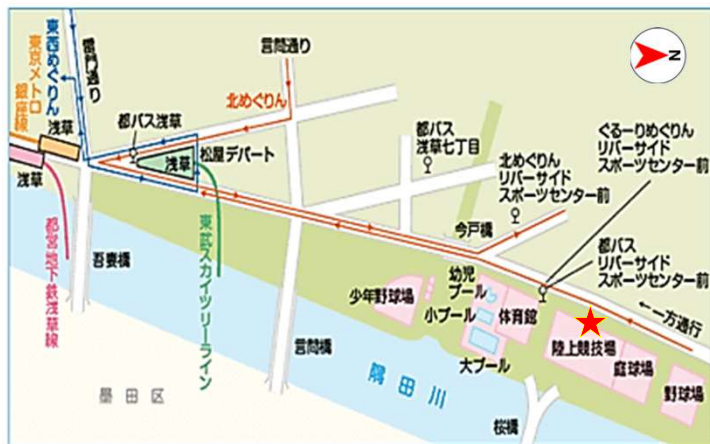 東西めぐりん
東京メトロ
銀座線
浅草
浅草
雷門通り
都バス浅草
浅草
松屋デパート
言問通り
北めぐりん
都バス
浅草七丁目
北めぐりん
リバーサイド
スポーツセンター前
ぐるーりめぐりん
リバーサイド
スポーツセンター前
都バス
リバーサイド
スポーツセンター前
今戸橋
←一方通行
N
都営地下鉄浅草線
吾妻橋
東武スカイツリーライン
少年野球場
幼児
プール
小プール
大プール
体育館
陸上競技場
庭球場
野球場
言問橋
隅田川
桜橋
墨田区